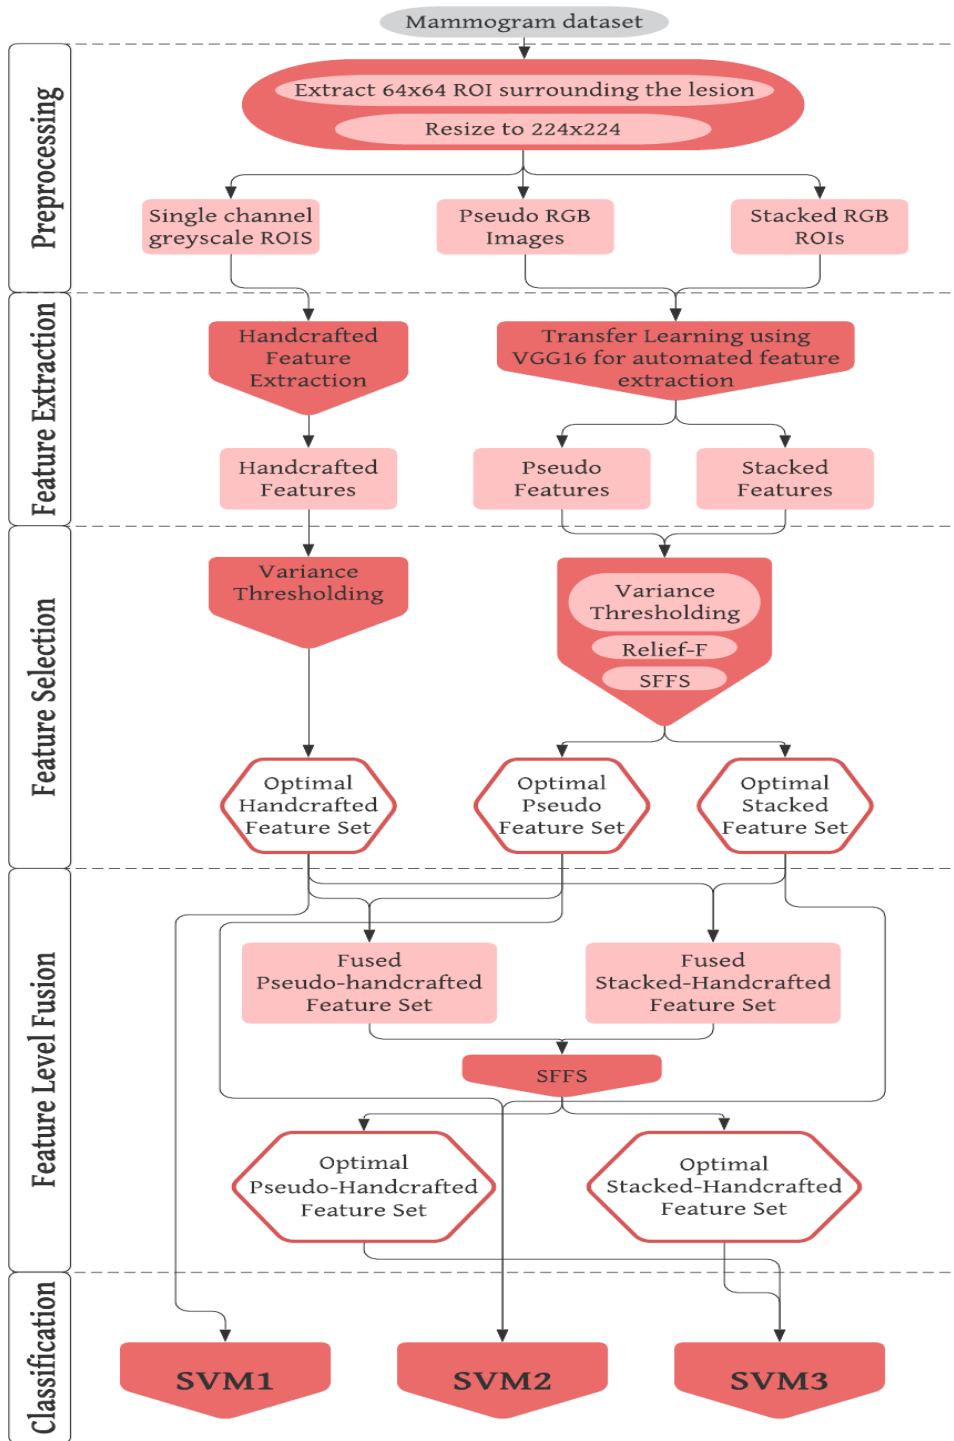 Mammogram dataset
Preprocessing
Extract 64x64 ROI surrounding the lesion
Resize to 224x224
Single channel
greyscale ROIS
Pseudo RGB
Images
Stacked RGB
ROIs
Feature Extraction
Handcrafted
Feature
Extraction
Transfer Learning using
VGG16 for automated feature
extraction
Handcrafted
Features
Pseudo
Features
Stacked
Features
Feature Selection
Variance
Thresholding
Variance
Thresholding
Relief-F
SFFS
Optimal
Handcrafted
Feature Set
Optimal
Pseudo
Feature Set
Optimal
Stacked
Feature Set
Feature Level Fusion
Fused
Pseudo-handcrafted
Feature Set
Fused
Stacked-Handcrafted
Feature Set
SFFS
Optimal
Pseudo-Handcrafted
Feature Set
Optimal
Stacked-Handcrafted
Feature Set
Classification
SVM1
SVM2
SVM3